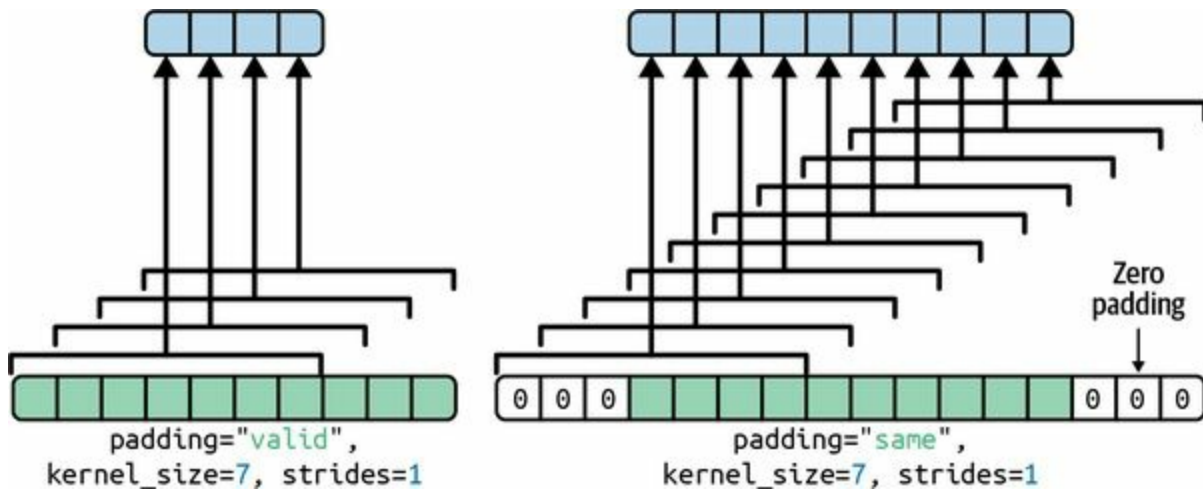 Zero
padding
0 0 0 0 0 0
padding="valid",
kernel_size=7, strides=1
padding="same",
kernel_size=7, strides=1